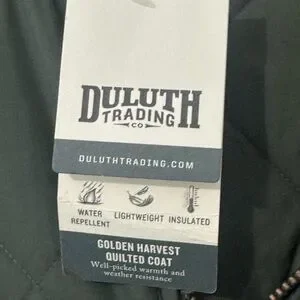 DULUTH
TRADING
CO
DULUTHTRADING.COM
WATER
REPELLENT
LIGHTWEIGHT
INSULATED
GOLDEN HARVEST
QUILTED COAT
Well-picked warmth and
weather resistance